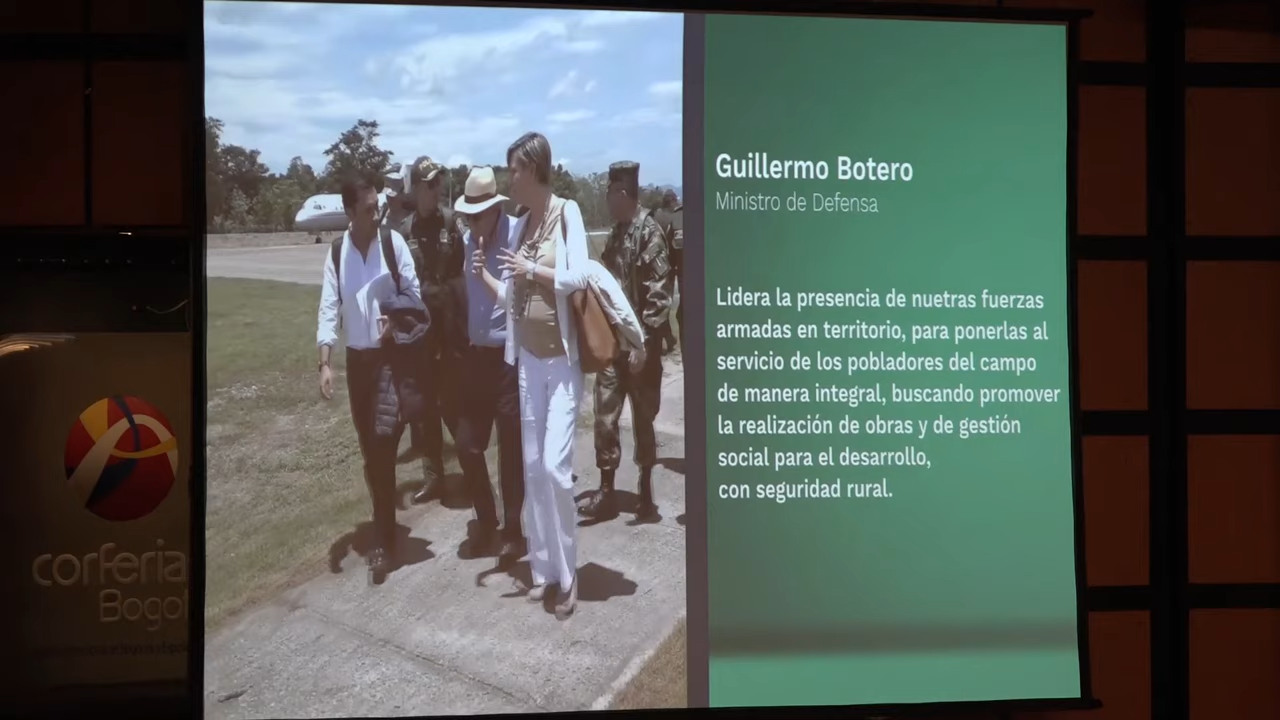 Guillermo Botero
Ministro de Defensa
Lidera la presencia de nuetras fuerzas
armadas en territorio, para ponerlas al
servicio de los pobladores del campo
de manera integral, buscando promover
la realización de obras y de gestión
social para el desarrollo,
con seguridad rural.
corferia
Bogot